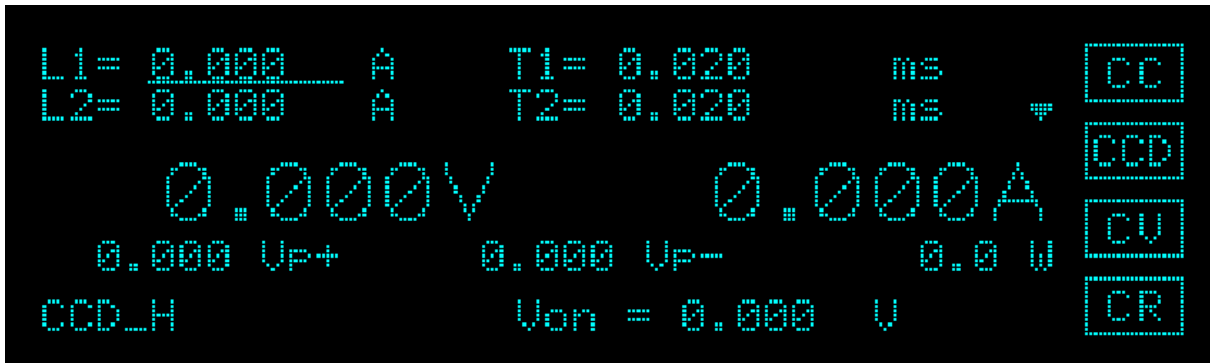 L1= 0.000 A T1= 0.020 ms CC
L2= 0.000 A T2= 0.020 ms
CCD
0.000V 0.000A
CV
0.000 Vp+ 0.000 Vp- 0.0 W
CCD_H Von = 0.000 V CR